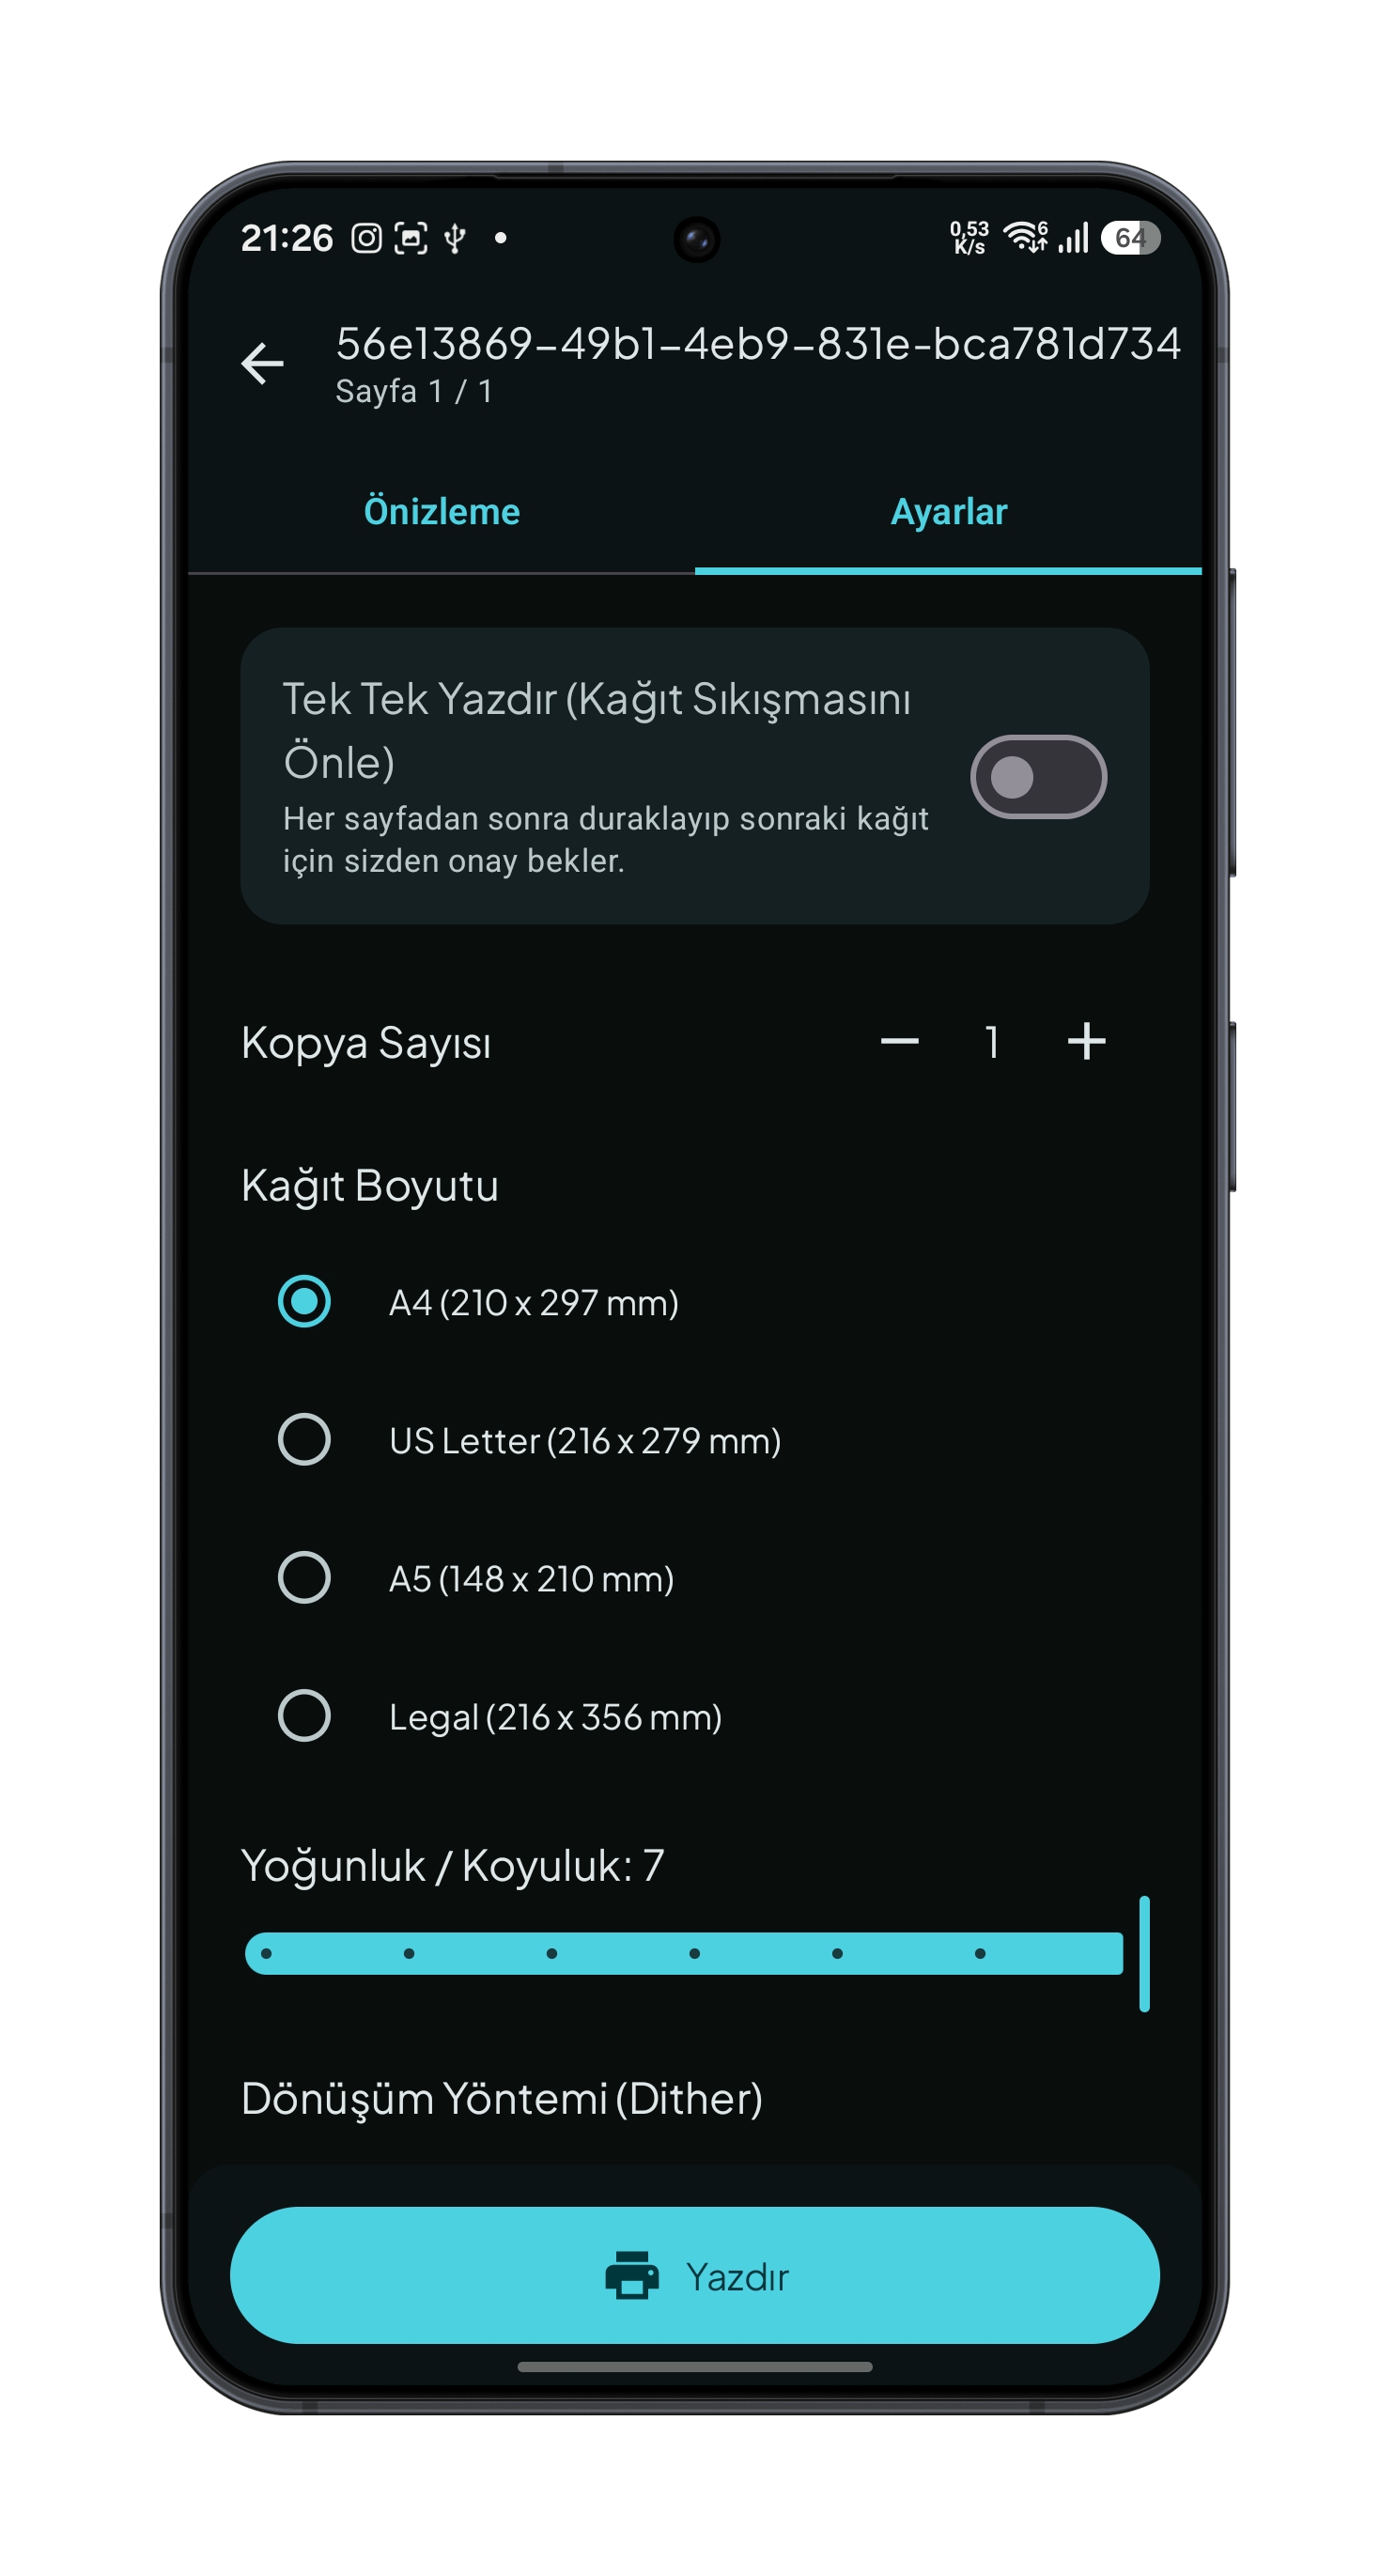 21:26
0,53
K/s
6
64
56e13869-49b1-4eb9-831e-bca781d734
Sayfa 1 / 1
Önizleme
Ayarlar
Tek Tek Yazdır (Kağıt Sıkışmasını
Önle)
Her sayfadan sonra duraklayıp sonraki kağıt
için sizden onay bekler.
Kopya Sayısı
1
Kağıt Boyutu
A4 (210 x 297 mm)
US Letter (216 x 279 mm)
A5 (148 x 210 mm)
Legal (216 x 356 mm)
Yoğunluk / Koyuluk: 7
Dönüşüm Yöntemi (Dither)
Yazdır